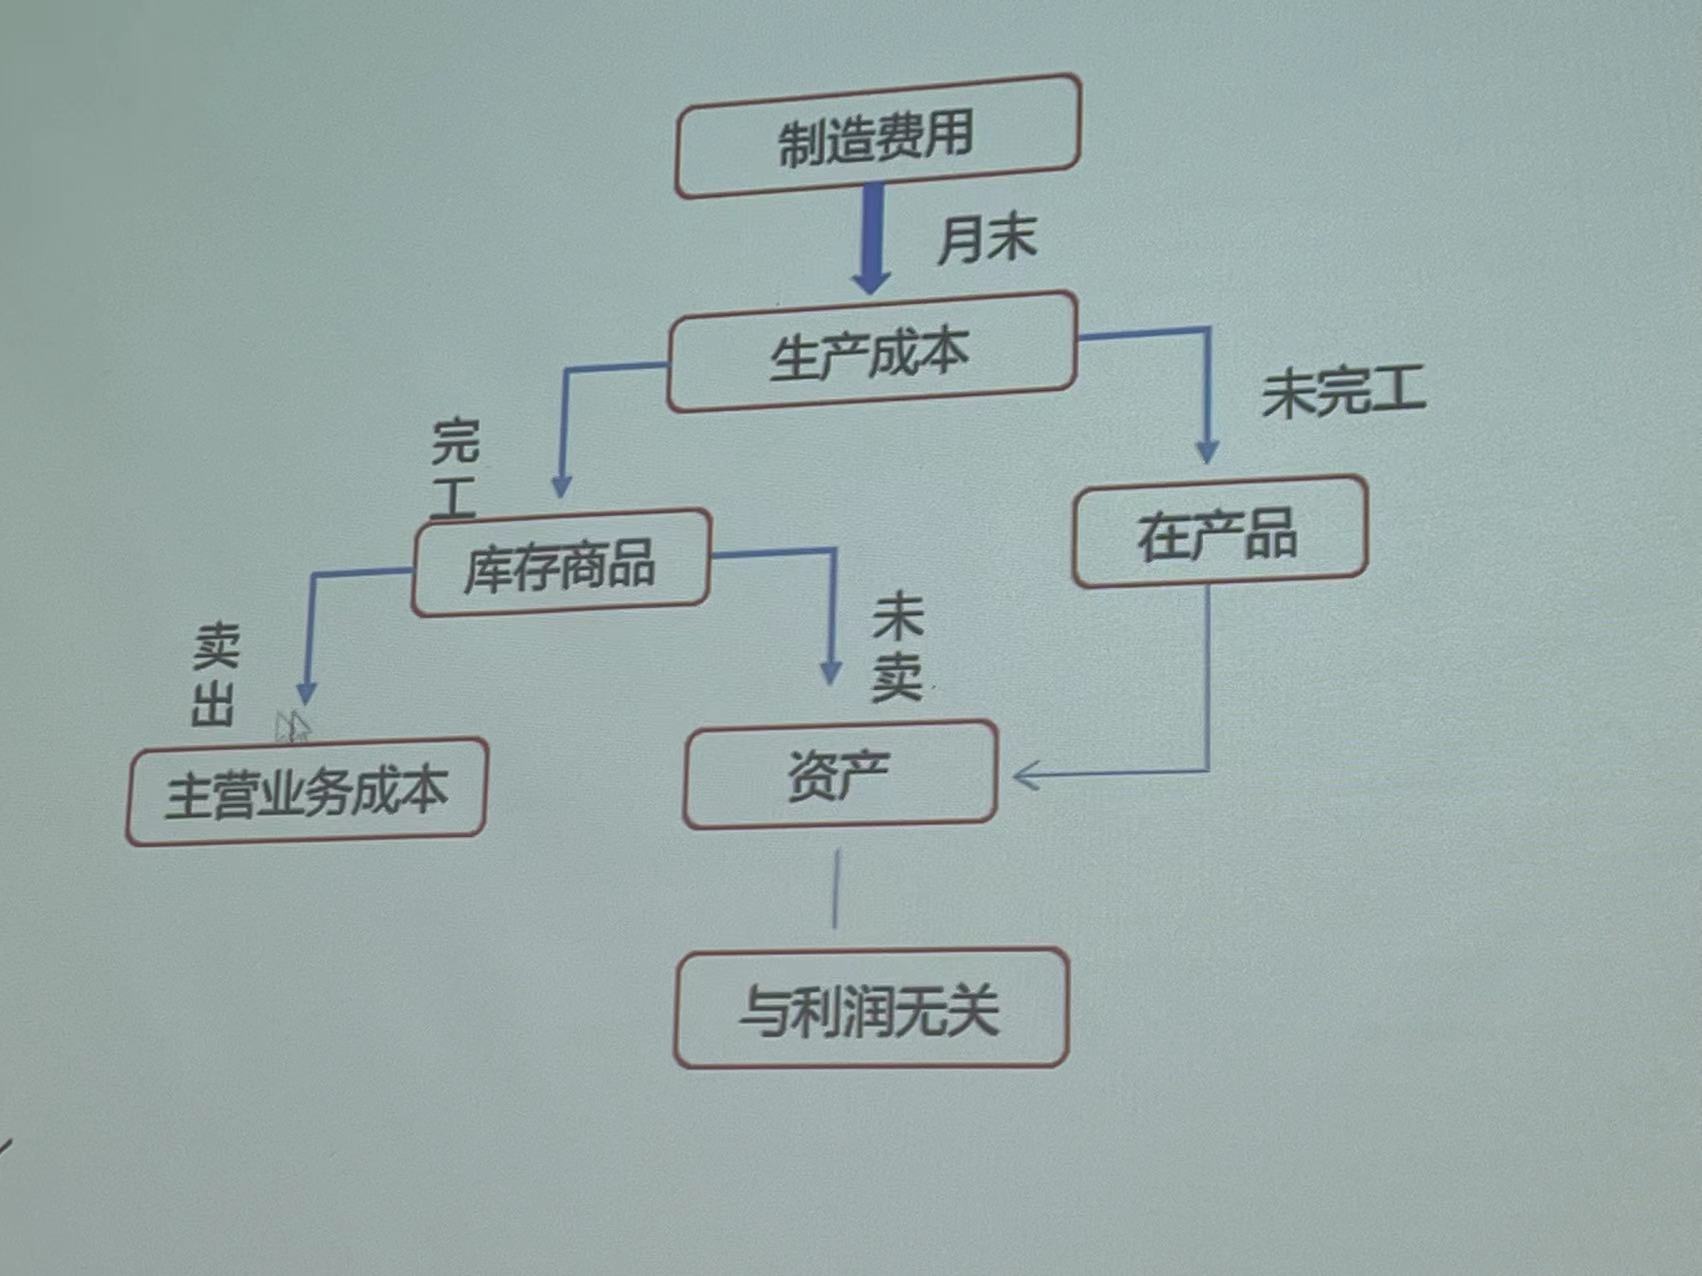 制造费用
月末
生产成本
未完工
完
工
在产品
库存商品
未
卖
卖
出
主营业务成本
资产
与利润无关